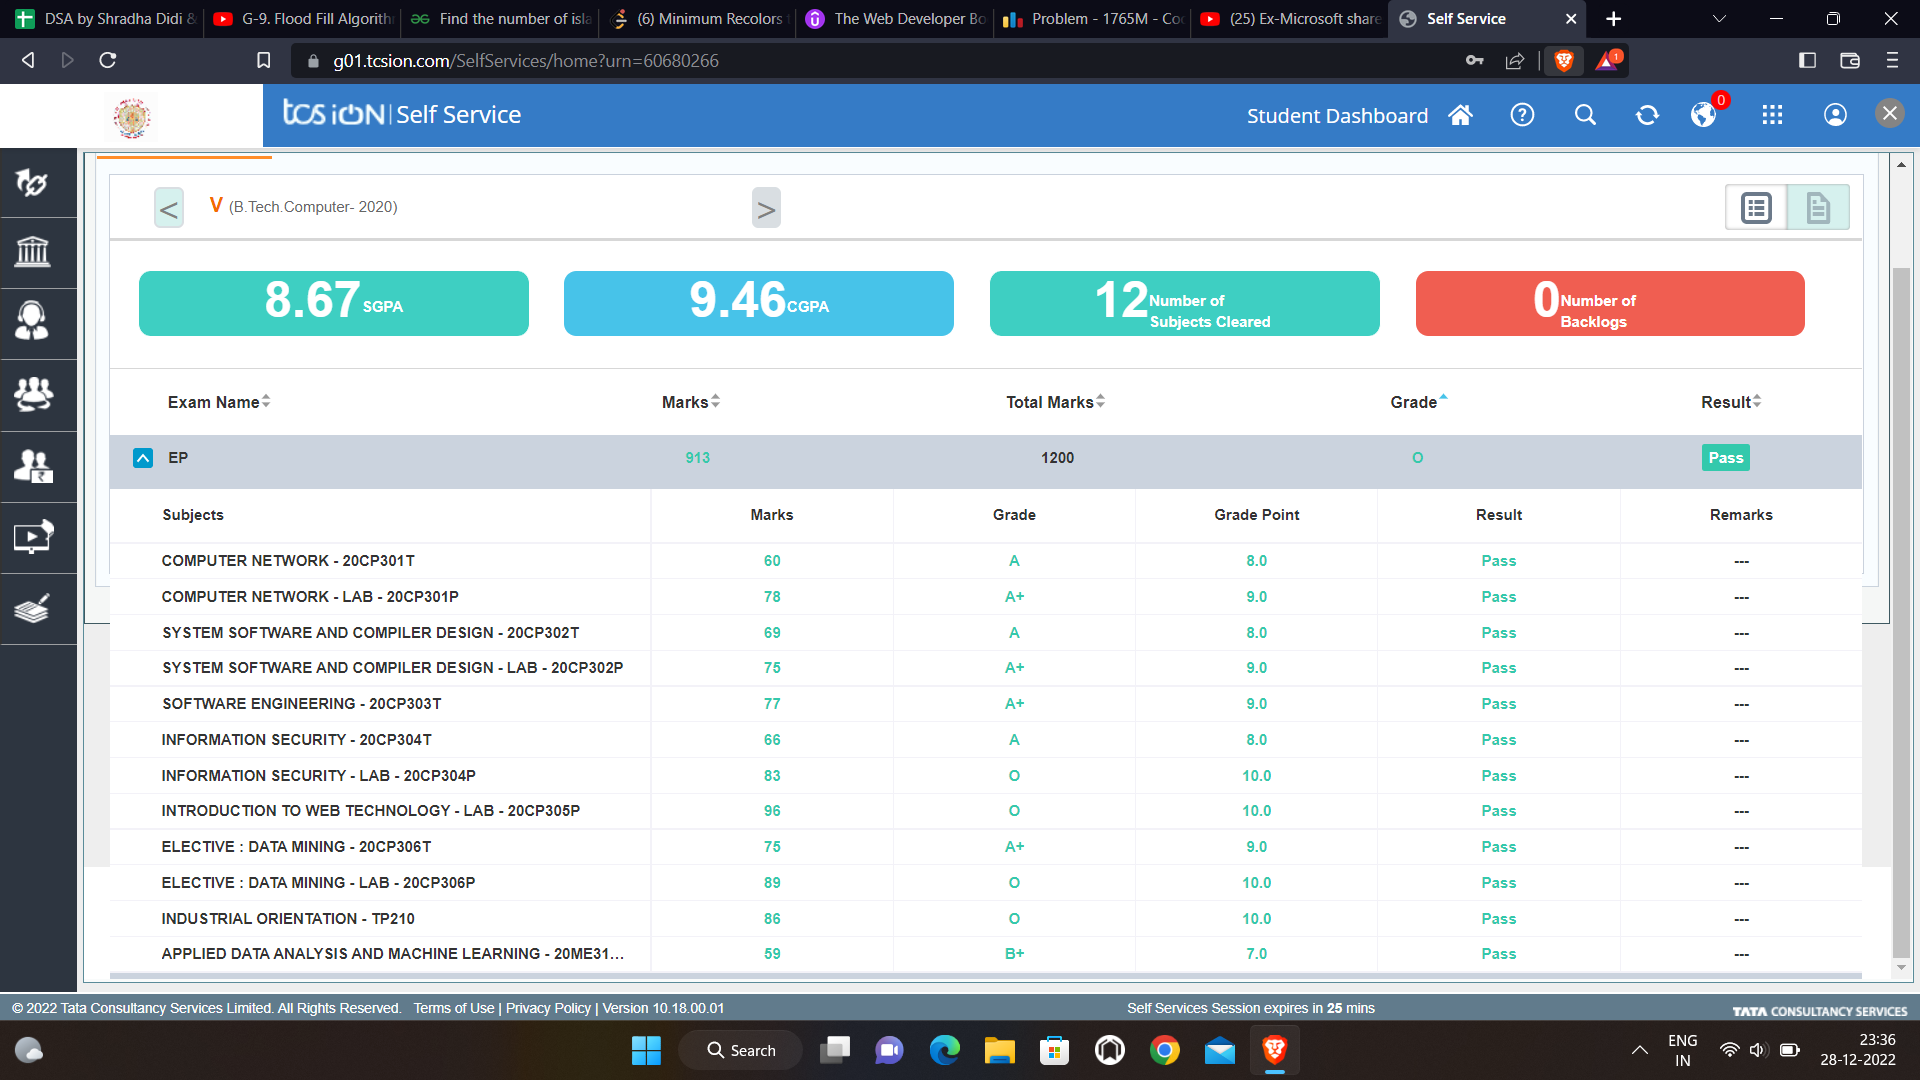 DSA by Shradha Didi & G-9. Flood Fill Algorith Find the number of isla (6) Minimum Recolors t The Web Developer Bo Problem - 1765M - Co (25) Ex-Microsoft share Self Service
g01.tcsion.com/SelfServices/home?urn=60680266 1
tcs iON | Self Service Student Dashboard 0
< V (B.Tech.Computer- 2020) >
8.67 SGPA 9.46 CGPA 12 Number of Subjects Cleared 0 Number of Backlogs
Exam Name Marks Total Marks Grade Result
EP 913 1200 O Pass
Subjects Marks Grade Grade Point Result Remarks
COMPUTER NETWORK - 20CP301T 60 A 8.0 Pass ---
COMPUTER NETWORK - LAB - 20CP301P 78 A+ 9.0 Pass ---
SYSTEM SOFTWARE AND COMPILER DESIGN - 20CP302T 69 A 8.0 Pass ---
SYSTEM SOFTWARE AND COMPILER DESIGN - LAB - 20CP302P 75 A+ 9.0 Pass ---
SOFTWARE ENGINEERING - 20CP303T 77 A+ 9.0 Pass ---
INFORMATION SECURITY - 20CP304T 66 A 8.0 Pass ---
INFORMATION SECURITY - LAB - 20CP304P 83 O 10.0 Pass ---
INTRODUCTION TO WEB TECHNOLOGY - LAB - 20CP305P 96 O 10.0 Pass ---
ELECTIVE : DATA MINING - 20CP306T 75 A+ 9.0 Pass ---
ELECTIVE : DATA MINING - LAB - 20CP306P 89 O 10.0 Pass ---
INDUSTRIAL ORIENTATION - TP210 86 O 10.0 Pass ---
APPLIED DATA ANALYSIS AND MACHINE LEARNING - 20ME31... 59 B+ 7.0 Pass ---
© 2022 Tata Consultancy Services Limited. All Rights Reserved. Terms of Use | Privacy Policy | Version 10.18.00.01 Self Services Session expires in 25 mins TATA CONSULTANCY SERVICES
Search ENG IN 23:36
28-12-2022